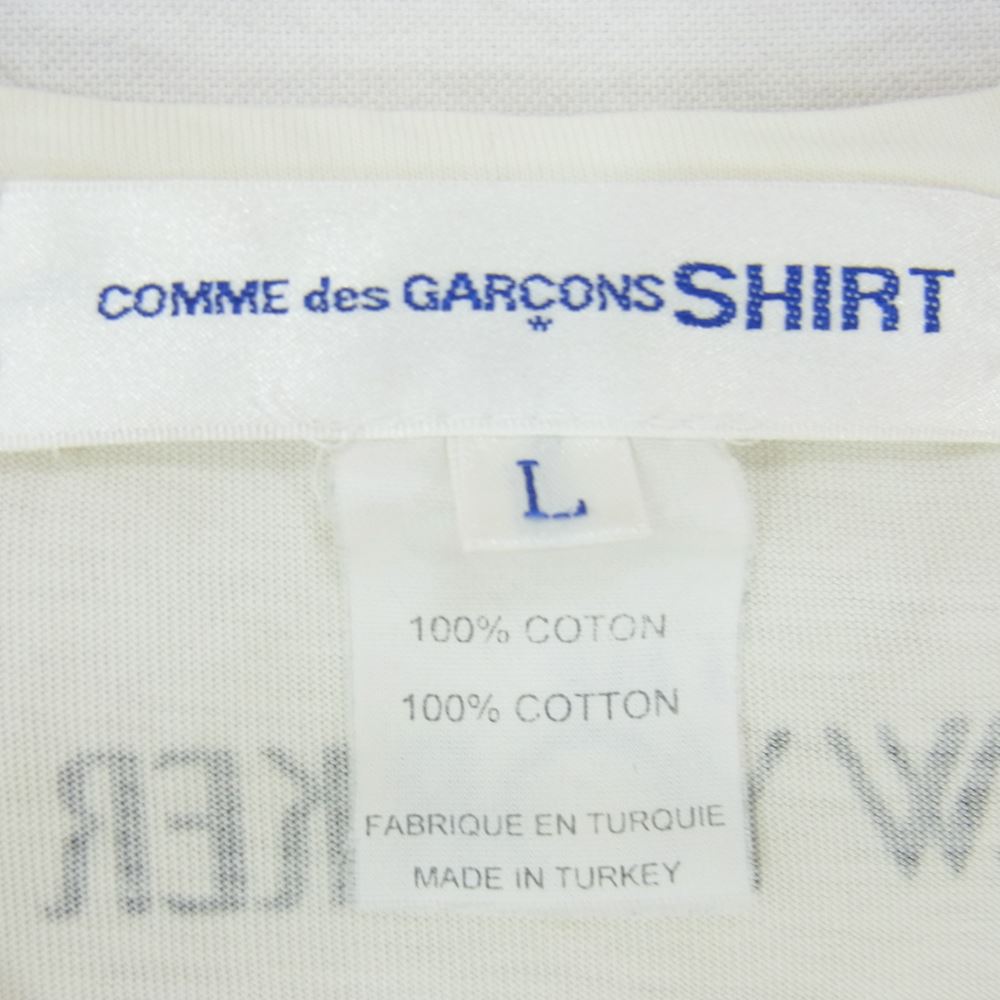 COMME des GARÇONS SHIRT
*
L
100% COTON
100% COTTON
FABRIQUE EN TURQUIE
MADE IN TURKEY